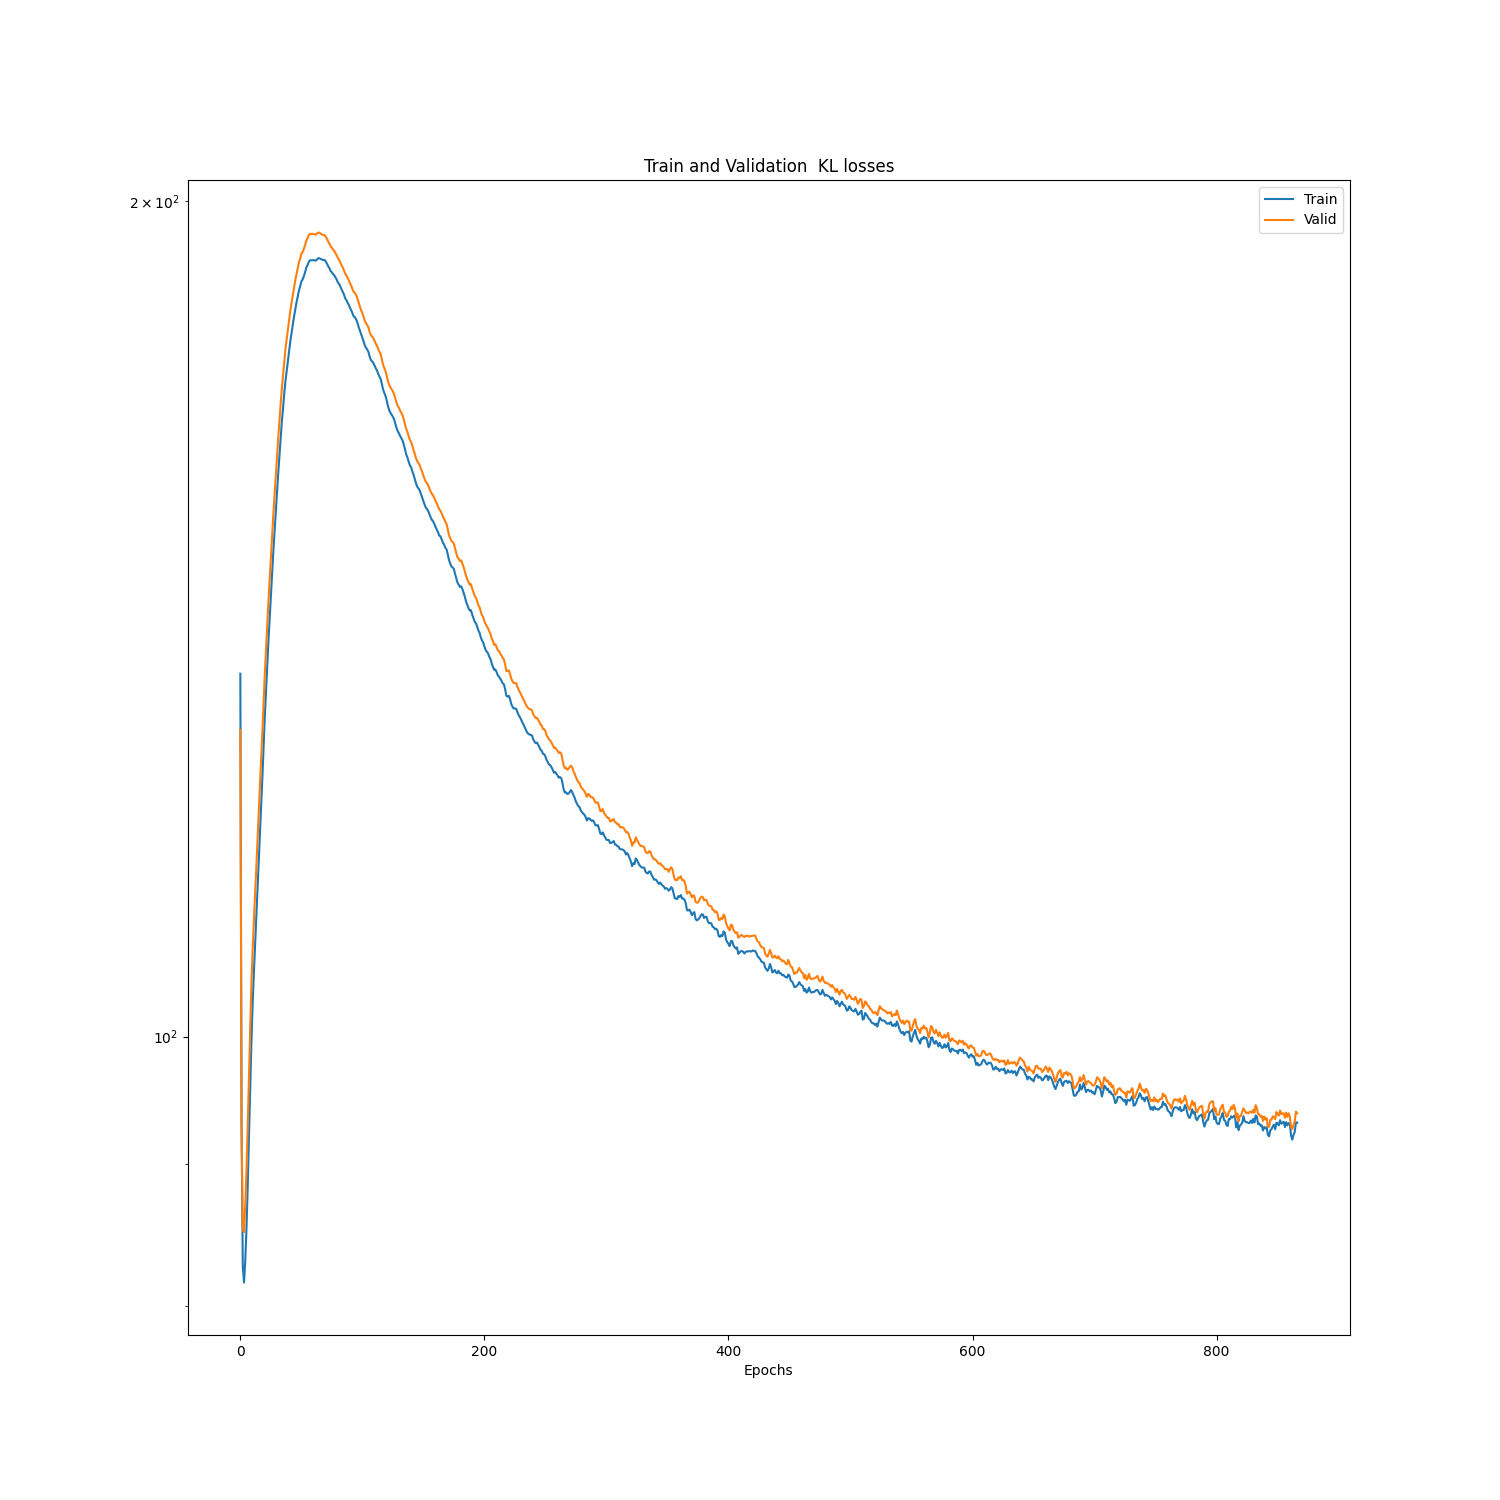 Train and Validation  KL losses
2 × 10²
Train
Valid
10²
0 200 400 600 800
Epochs